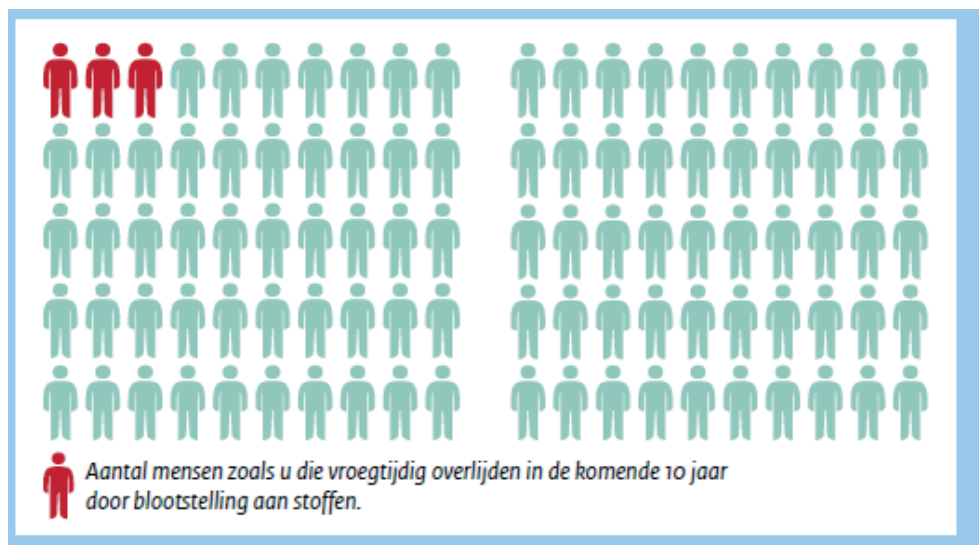 Aantal mensen zoals u die vroegtijdig overlijden in de komende 10 jaar
door blootstelling aan stoffen.